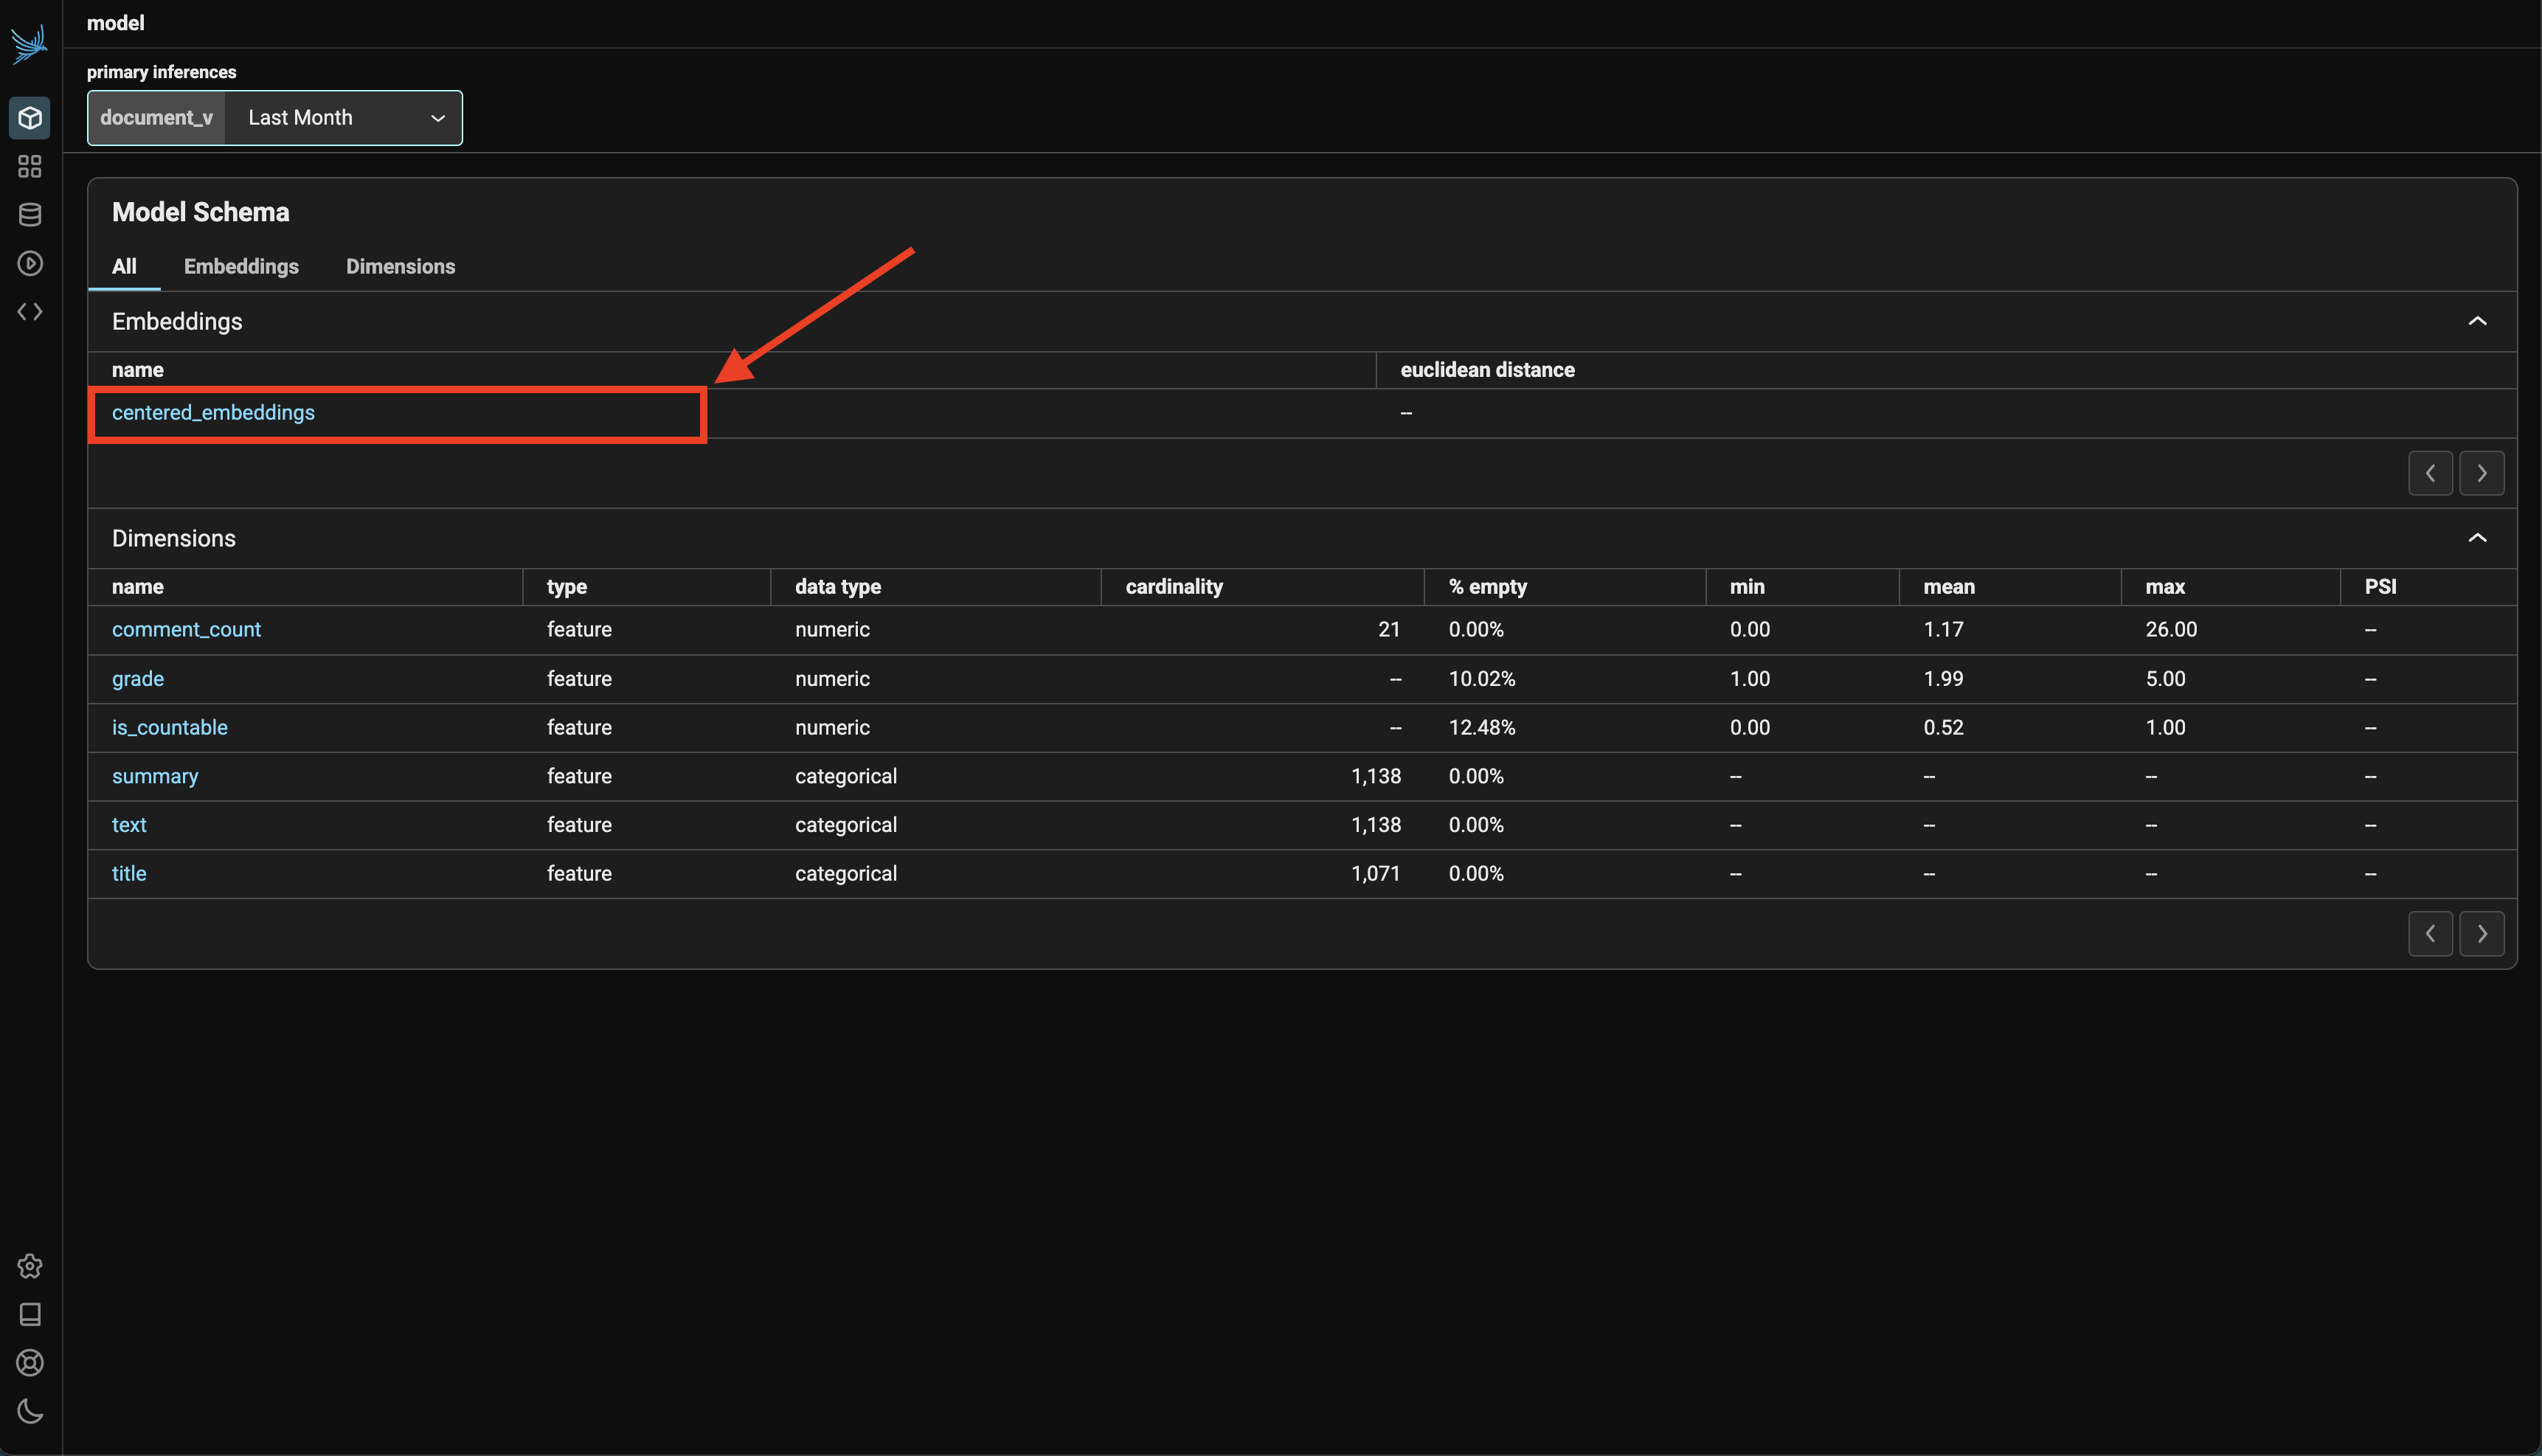 model
primary inferences
document_v Last Month
Model Schema
All Embeddings Dimensions
Embeddings
name euclidean distance
centered_embeddings --
Dimensions
name type data type cardinality % empty min mean max PSI
comment_count feature numeric 21 0.00% 0.00 1.17 26.00 --
grade feature numeric -- 10.02% 1.00 1.99 5.00 --
is_countable feature numeric -- 12.48% 0.00 0.52 1.00 --
summary feature categorical 1,138 0.00% -- -- -- --
text feature categorical 1,138 0.00% -- -- -- --
title feature categorical 1,071 0.00% -- -- -- --